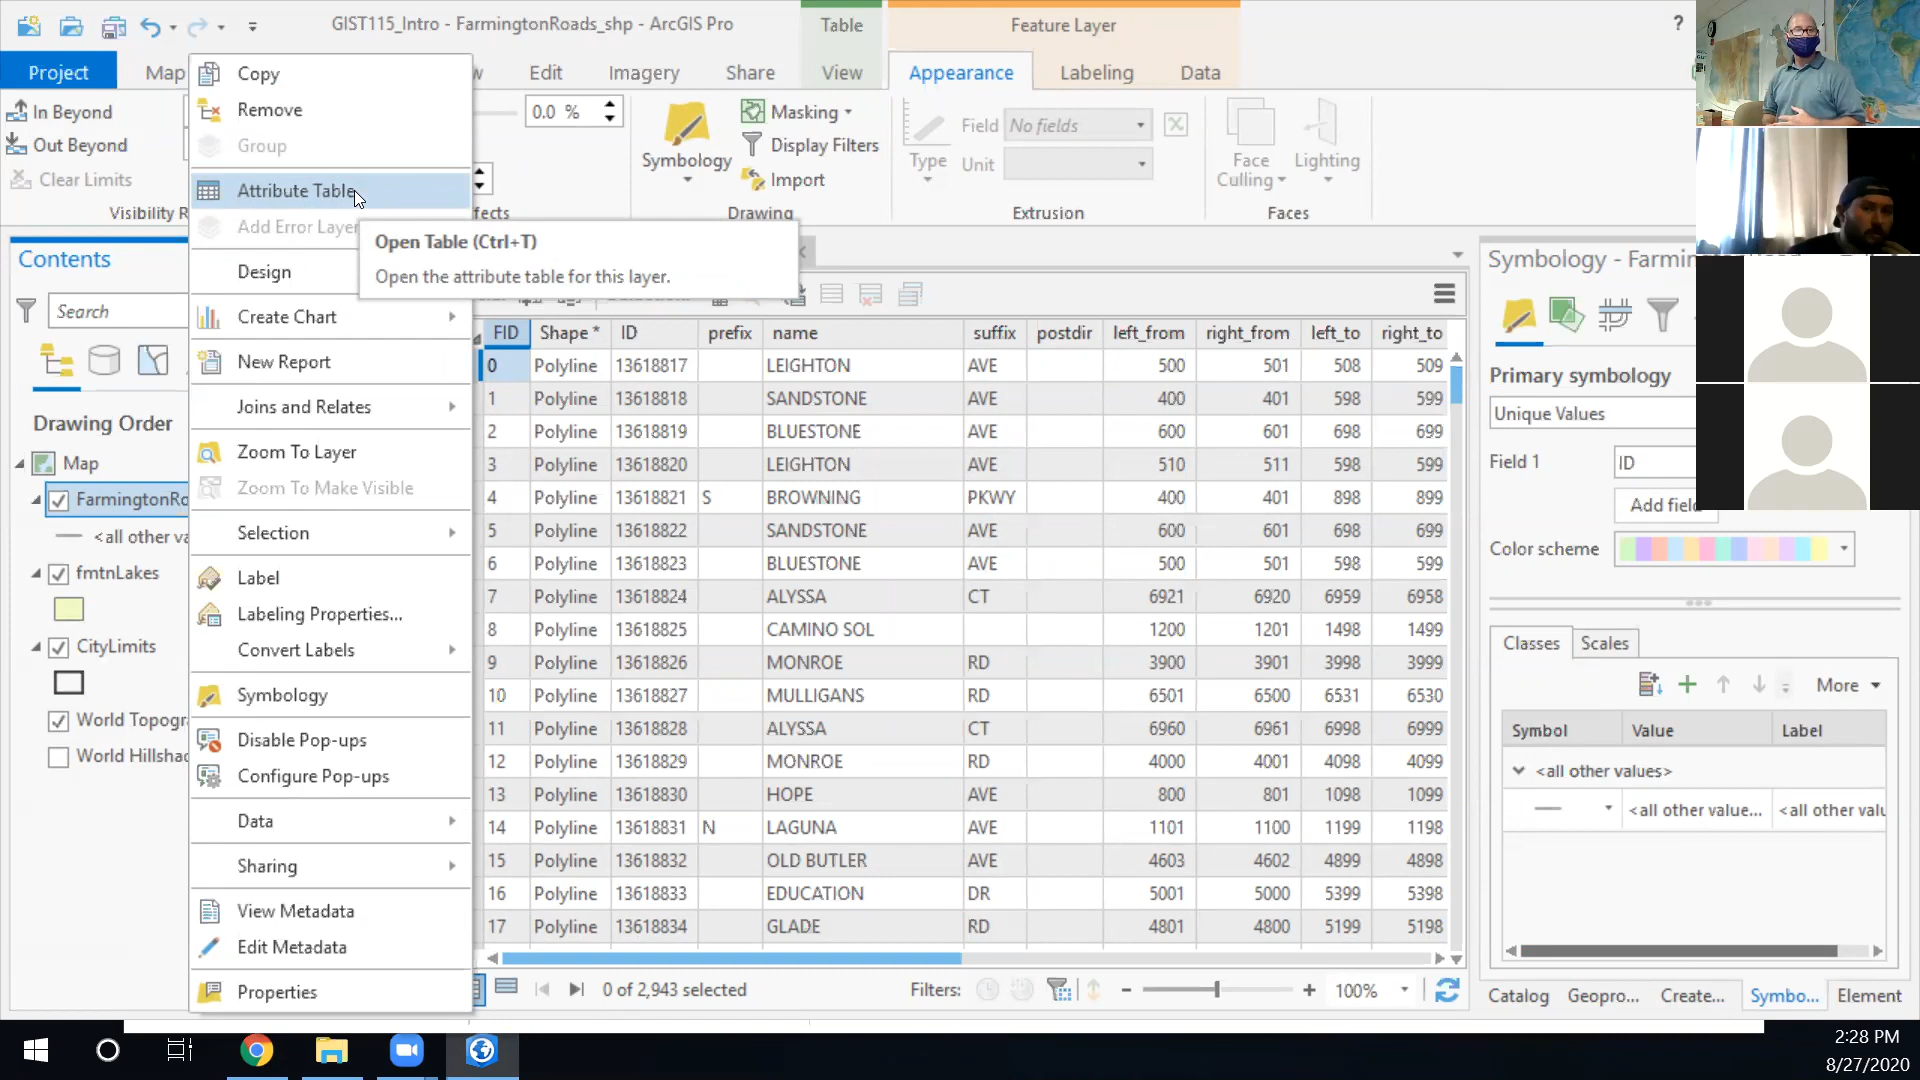 GIST115_Intro - FarmingtonRoads_shp - ArcGIS Pro
Table
Feature Layer
?
Project
Map
Edit
Imagery
Share
View
Appearance
Labeling
Data
In Beyond
Out Beyond
Clear Limits
0.0 %
Symbology
Masking
Display Filters
Import
Drawing
Type
Field
No fields
Unit
Extrusion
Face
Culling
Lighting
Faces
Copy
Remove
Group
Attribute Table
Add Error Layer
Design
Create Chart
New Report
Joins and Relates
Zoom To Layer
Zoom To Make Visible
Selection
Label
Labeling Properties...
Convert Labels
Symbology
Disable Pop-ups
Configure Pop-ups
Data
Sharing
View Metadata
Edit Metadata
Properties
Open Table (Ctrl+T)
Open the attribute table for this layer.
Contents
Search
Drawing Order
Map
FarmingtonRo
<all other va
fmtnLakes
CityLimits
World Topogr
World Hillsha
FID Shape * ID prefix name suffix postdir left_from right_from left_to right_to
0 Polyline 13618817 LEIGHTON AVE 500 501 508 509
1 Polyline 13618818 SANDSTONE AVE 400 401 598 599
2 Polyline 13618819 BLUESTONE AVE 600 601 698 699
3 Polyline 13618820 LEIGHTON AVE 510 511 598 599
4 Polyline 13618821 S BROWNING PKWY 400 401 898 899
5 Polyline 13618822 SANDSTONE AVE 600 601 698 699
6 Polyline 13618823 BLUESTONE AVE 500 501 598 599
7 Polyline 13618824 ALYSSA CT 6921 6920 6959 6958
8 Polyline 13618825 CAMINO SOL 1200 1201 1498 1499
9 Polyline 13618826 MONROE RD 3900 3901 3998 3999
10 Polyline 13618827 MULLIGANS RD 6501 6500 6531 6530
11 Polyline 13618828 ALYSSA CT 6960 6961 6998 6999
12 Polyline 13618829 MONROE RD 4000 4001 4098 4099
13 Polyline 13618830 HOPE AVE 800 801 1098 1099
14 Polyline 13618831 N LAGUNA AVE 1101 1100 1199 1198
15 Polyline 13618832 OLD BUTLER AVE 4603 4602 4899 4898
16 Polyline 13618833 EDUCATION DR 5001 5000 5399 5398
17 Polyline 13618834 GLADE RD 4801 4800 5199 5198
0 of 2,943 selected
Filters:
100%
Symbology - Farmin
Primary symbology
Unique Values
Field 1
ID
Add field
Color scheme
Classes
Scales
More
Symbol Value Label
<all other values>
<all other value... <all other valu
Catalog
Geopro...
Create...
Symbo...
Element
2:28 PM
8/27/2020